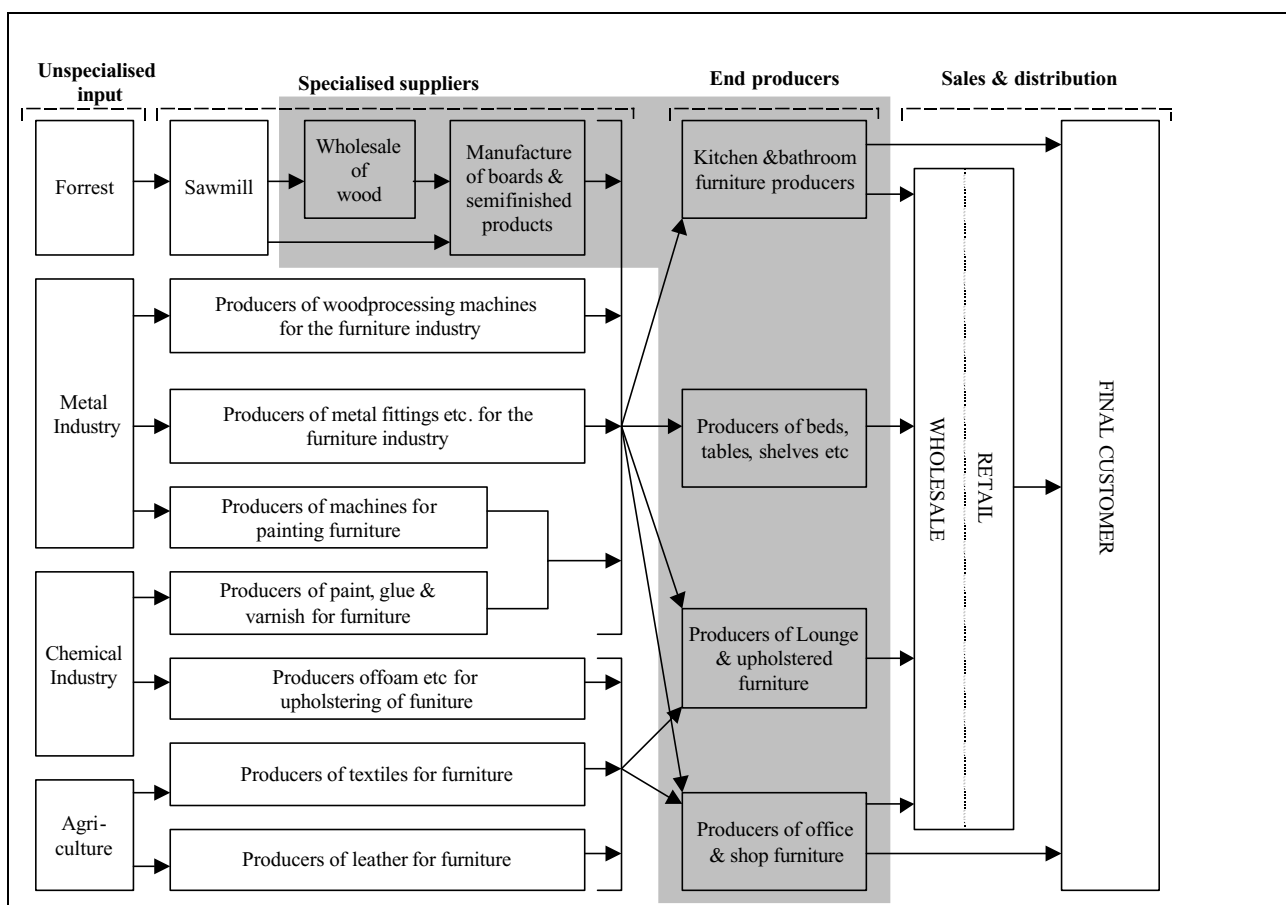 Unspecialised
input
Specialised suppliers
End producers
Sales & distribution
Forrest
Sawmill
Wholesale
of
wood
Manufacture
of boards &
semifinished
products
Kitchen &bathroom
furniture producers
Metal
Industry
Producers of woodprocessing machines
for the furniture industry
Producers of metal fittings etc. for the
furniture industry
Producers of machines for
painting furniture
Producers of beds,
tables, shelves etc
Chemical
Industry
Producers of paint, glue &
varnish for furniture
Producers offoam etc for
upholstering of funiture
Producers of Lounge
& upholstered
furniture
Agri-
culture
Producers of textiles for furniture
Producers of leather for furniture
Producers of office
& shop furniture
WHOLESALE
RETAIL
FINAL CUSTOMER